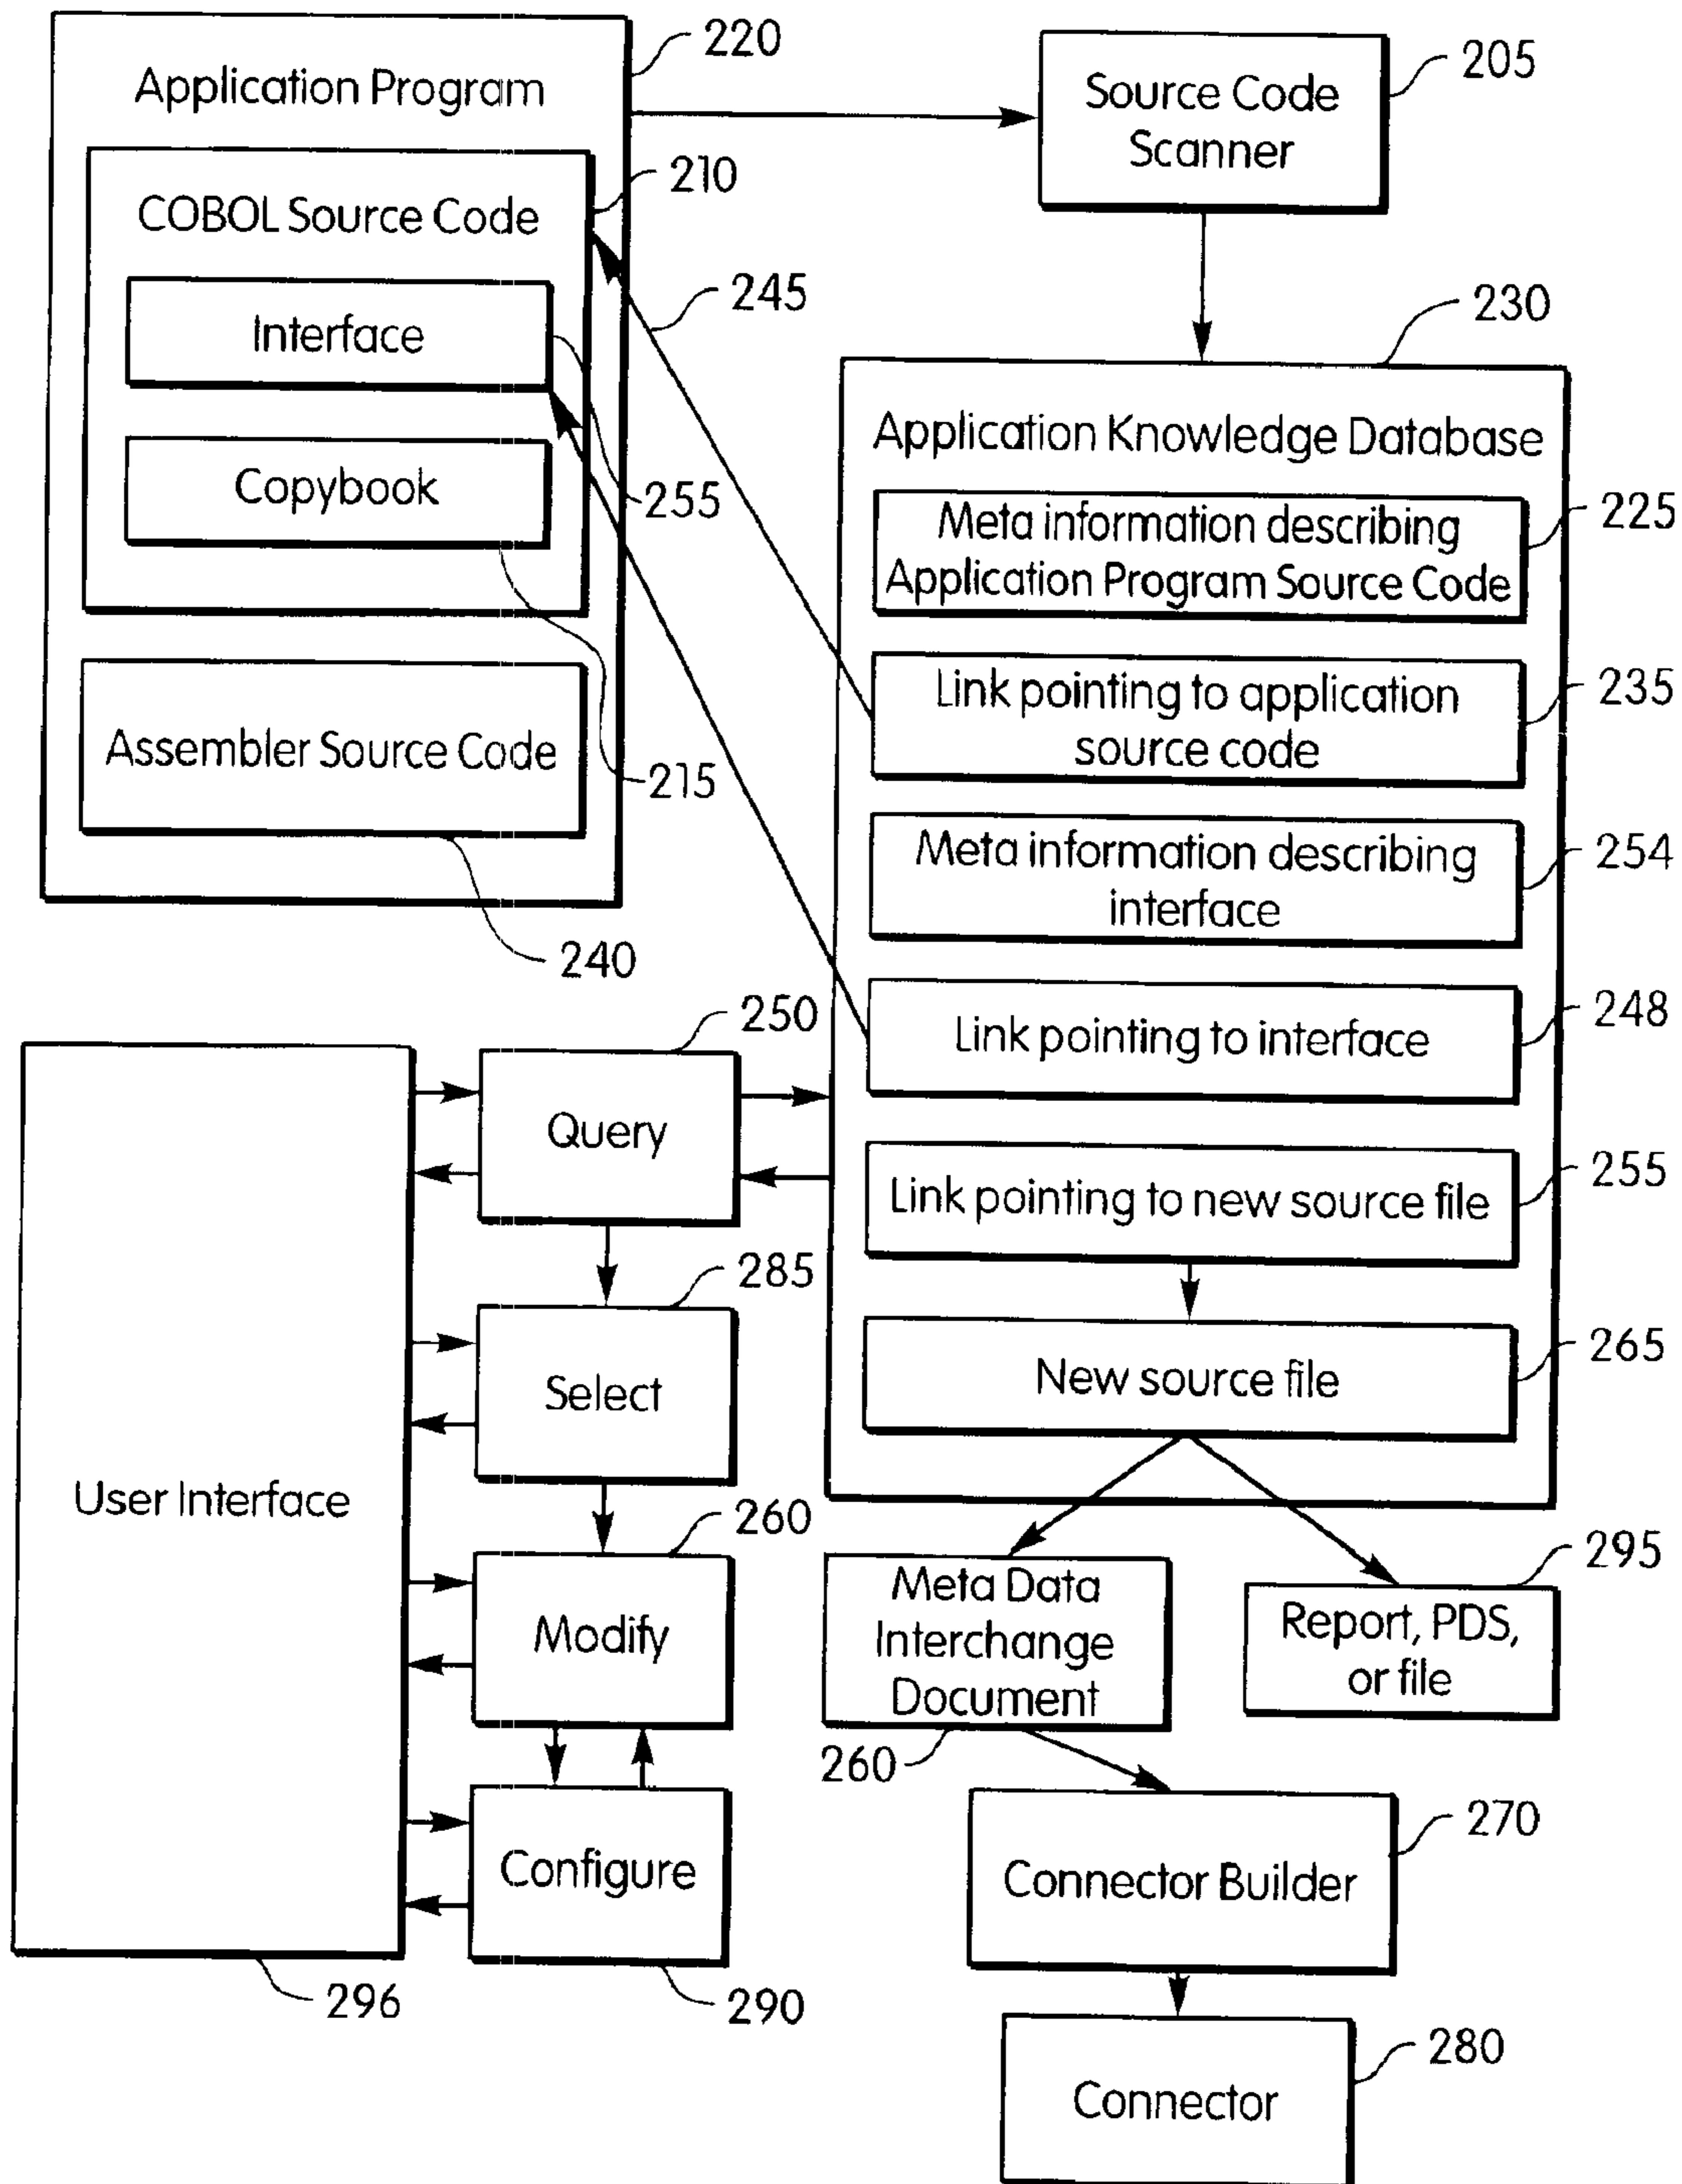 220
Application Program
205
Source Code
Scanner
210
COBOL Source Code
245
Interface
230
Application Knowledge Database
Copybook
255
Meta information describing
Application Program Source Code
225
Link pointing to application
source code
235
Assembler Source Code
215
Meta information describing
interface
254
240
Link pointing to interface
248
250
Query
Link pointing to new source file
255
285
Select
New source file
265
User Interface
260
Modify
Meta Data
Interchange
Document
260
295
Report, PDS,
or file
Configure
270
Connector Builder
296
290
280
Connector